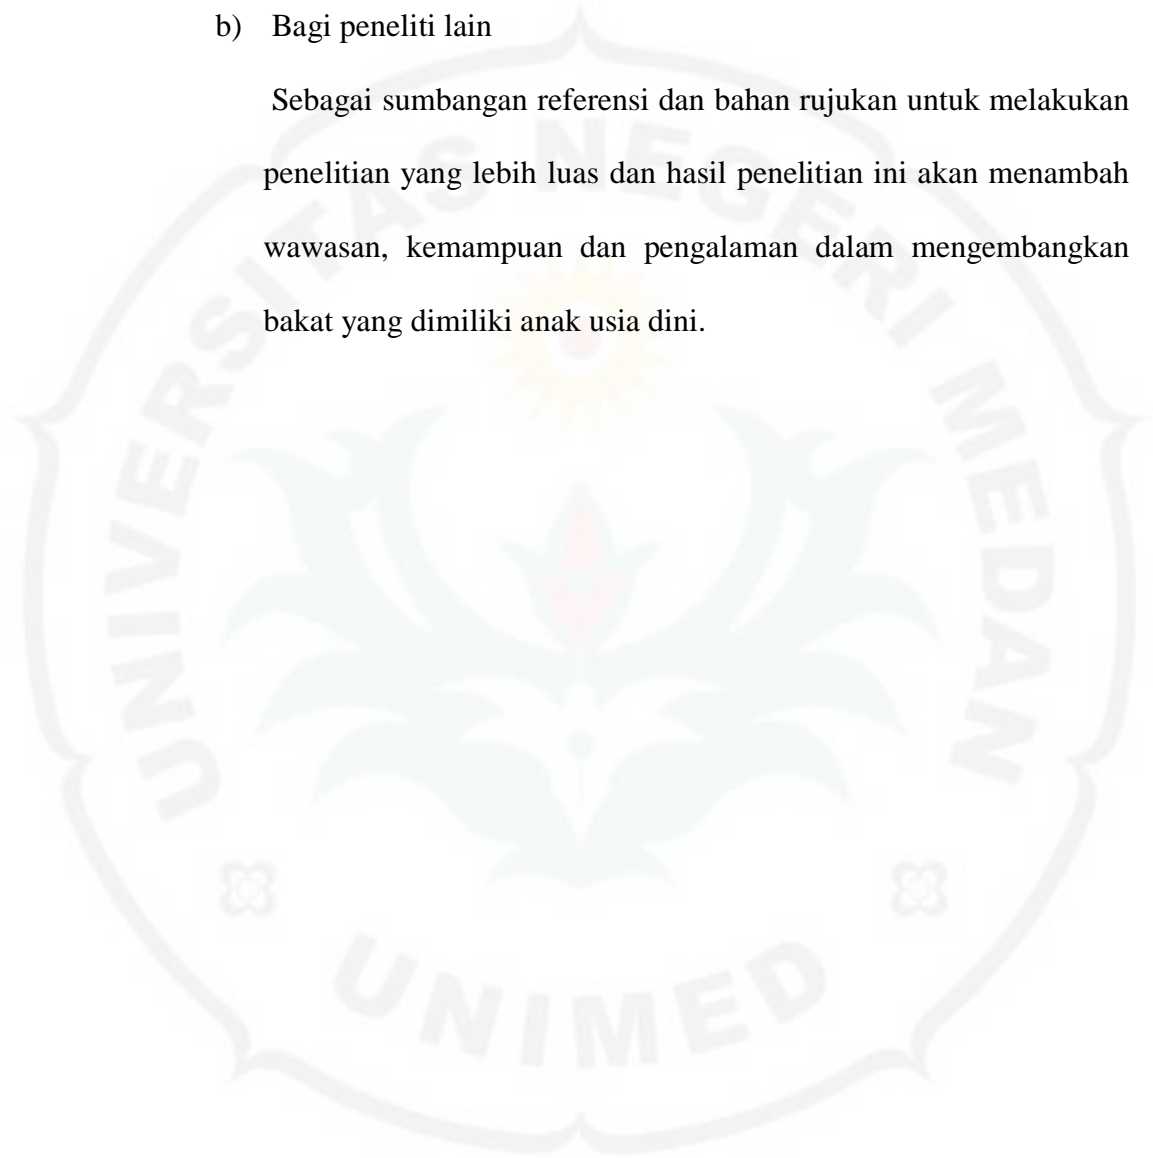 b) Bagi peneliti lain
Sebagai sumbangan referensi dan bahan rujukan untuk melakukan
penelitian yang lebih luas dan hasil penelitian ini akan menambah
wawasan, kemampuan dan pengalaman dalam mengembangkan
bakat yang dimiliki anak usia dini.
UNIVERSITAS NEGERI MEDAN
UNIMED